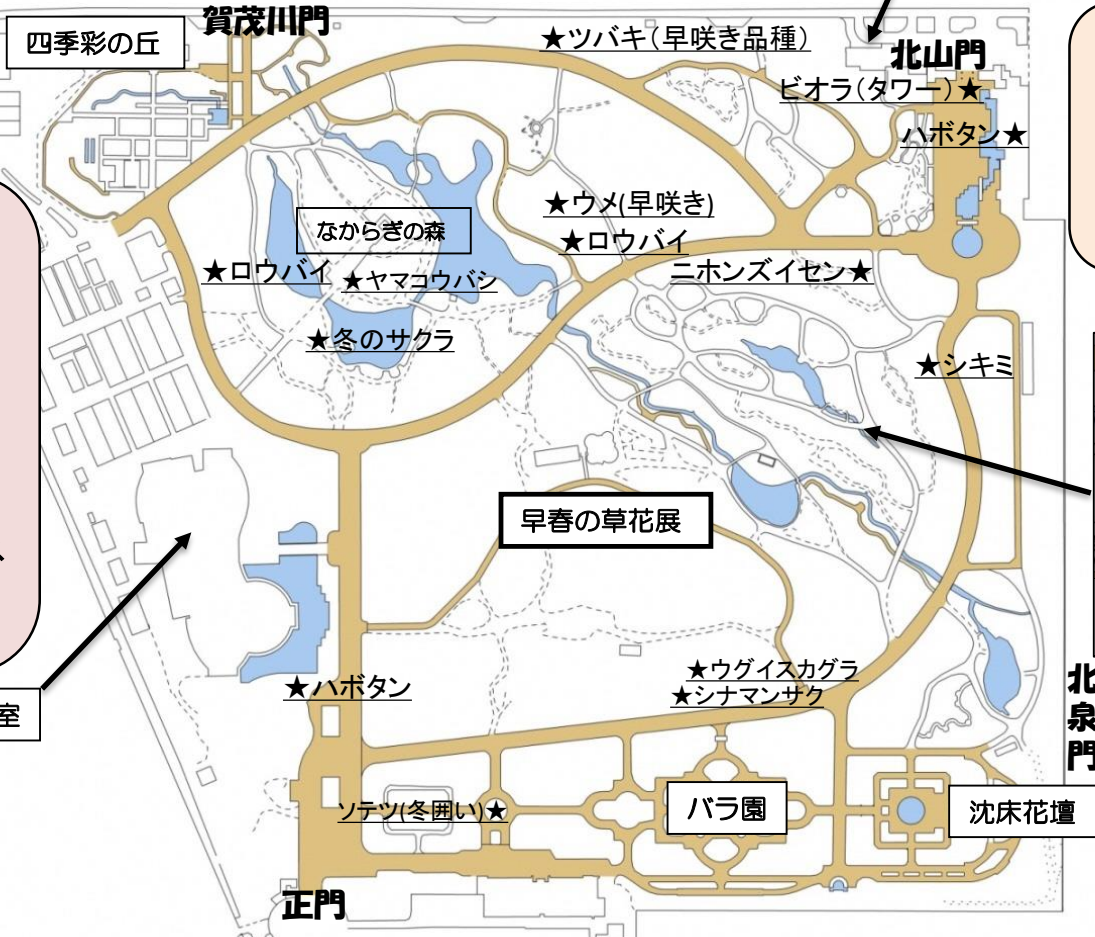 賀茂川門
四季彩の丘
★ツバキ（早咲き品種）
北山門
ビオラ（タワー）★
ハボタン★
★ウメ(早咲き)
なからぎの森
★ロウバイ
★ロウバイ
★ヤマコウバシ
ニホンズイセン★
★冬のサクラ
★シキミ
早春の草花展
★ウグイスカグラ
★ハボタン
★シナマンサク
室
北
泉
門
ソテツ(冬囲い)★
バラ園
沈床花壇
正門